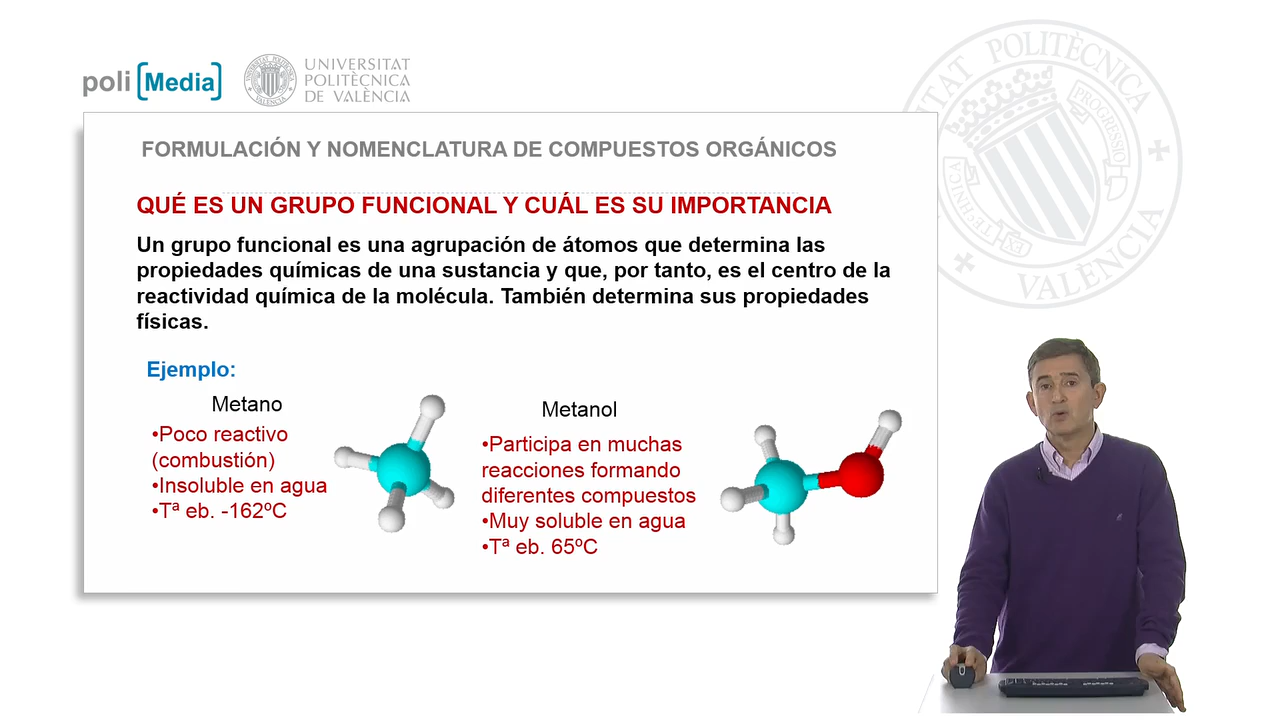 poli [Media]
UNIVERSITAT
POLITÈCNICA
DE VALÈNCIA
FORMULACIÓN Y NOMENCLATURA DE COMPUESTOS ORGÁNICOS
QUÉ ES UN GRUPO FUNCIONAL Y CUÁL ES SU IMPORTANCIA
Un grupo funcional es una agrupación de átomos que determina las
propiedades químicas de una sustancia y que, por tanto, es el centro de la
reactividad química de la molécula. También determina sus propiedades
físicas.
Ejemplo:
Metano
•Poco reactivo
(combustión)
•Insoluble en agua
•Tª eb. -162ºC
Metanol
•Participa en muchas
reacciones formando
diferentes compuestos
•Muy soluble en agua
•Tª eb. 65ºC
POLITÈCNICA
VALÈNCIA
PROGRESSIO